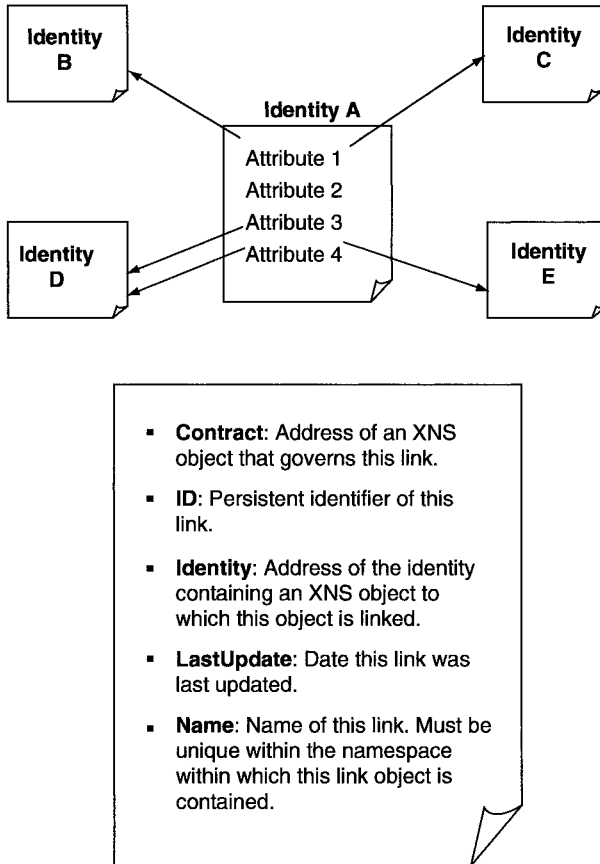 Identity
B
Identity
C
Identity A
Attribute 1
Attribute 2
Attribute 3
Attribute 4
Identity
D
Identity
E
▪ Contract: Address of an XNS
object that governs this link.
▪ ID: Persistent identifier of this
link.
▪ Identity: Address of the identity
containing an XNS object to
which this object is linked.
▪ LastUpdate: Date this link was
last updated.
▪ Name: Name of this link. Must be
unique within the namespace
within which this link object is
contained.